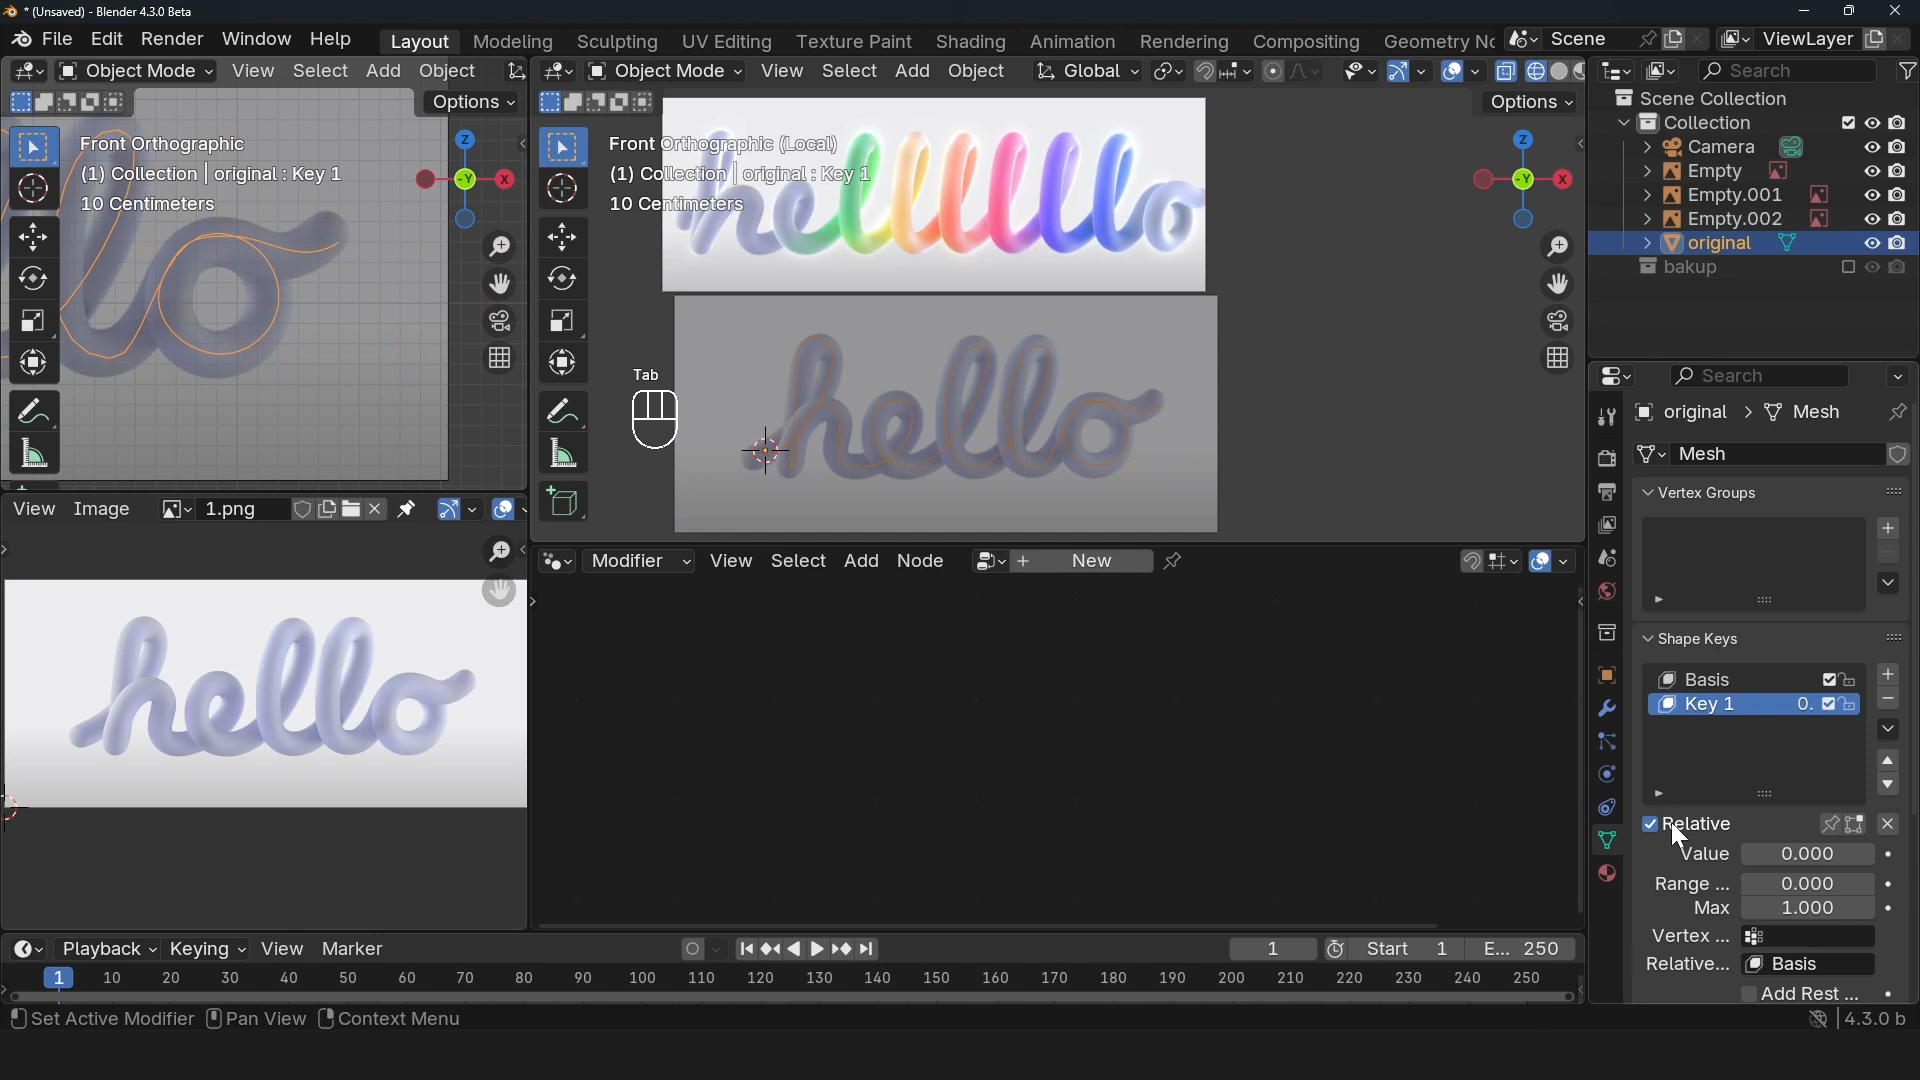 * (Unsaved) - Blender 4.3.0 Beta
File Edit Render Window Help Layout Modeling Sculpting UV Editing Texture Paint Shading Animation Rendering Compositing Geometry No Scene ViewLayer
Object Mode View Select Add Object
Options
Front Orthographic
(1) Collection | original : Key 1
10 Centimeters
Z
-Y
X
Object Mode View Select Add Object Global
Options
Front Orthographic (Local)
(1) Collection | original : Key 1
10 Centimeters
Z
-Y
X
hellllllo
hello
Tab
Search
Scene Collection
Collection
Camera
Empty
Empty.001
Empty.002
original
bakup
Search
original > Mesh
Mesh
Vertex Groups
Shape Keys
Basis
Key 1 0.
Relative
Value 0.000
Range ... 0.000
Max 1.000
Vertex ...
Relative... Basis
Add Rest ...
View Image 1.png
hello
Modifier View Select Add Node + New
Playback Keying View Marker 1 Start 1 E... 250
1 10 20 30 40 50 60 70 80 90 100 110 120 130 140 150 160 170 180 190 200 210 220 230 240 250
Set Active Modifier Pan View Context Menu 4.3.0 b